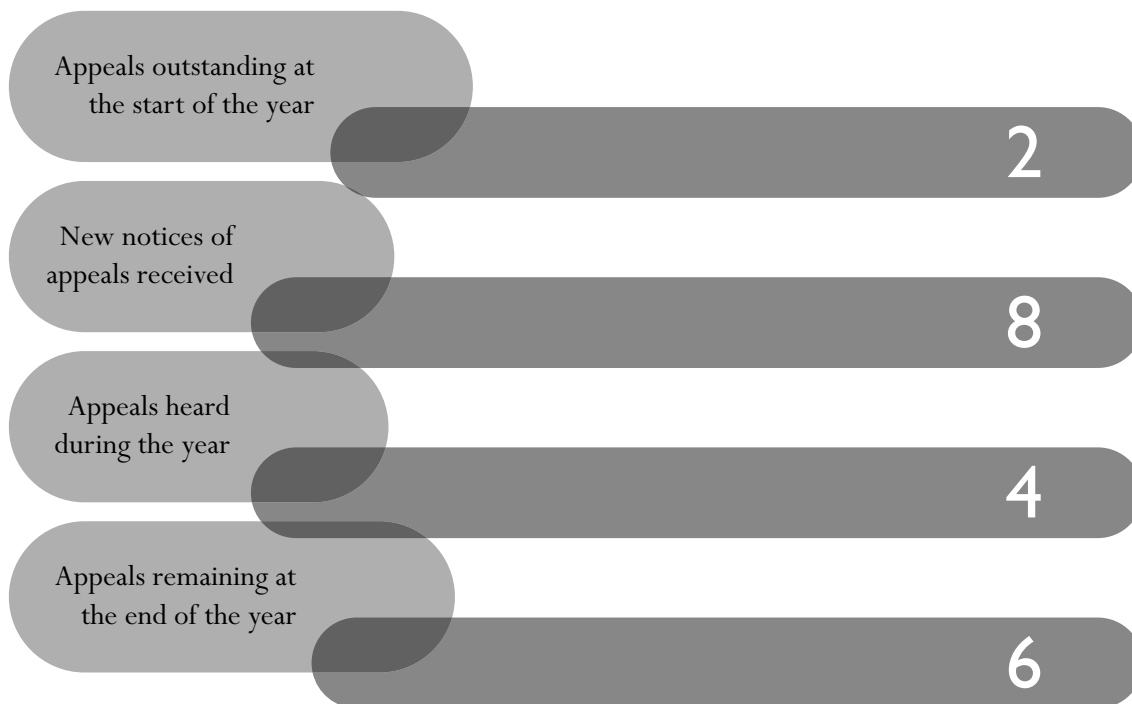 Appeals outstanding at
the start of the year
2
New notices of
appeals received
8
Appeals heard
during the year
4
Appeals remaining at
the end of the year
6